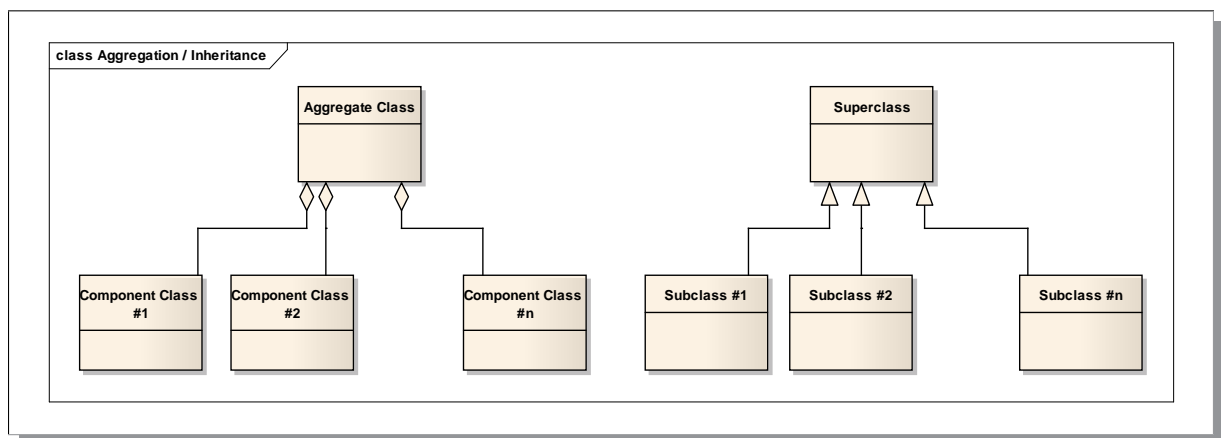 class Aggregation / Inheritance
Aggregate Class
Superclass
Component Class
#1
Component Class
#2
Component Class
#n
Subclass #1
Subclass #2
Subclass #n